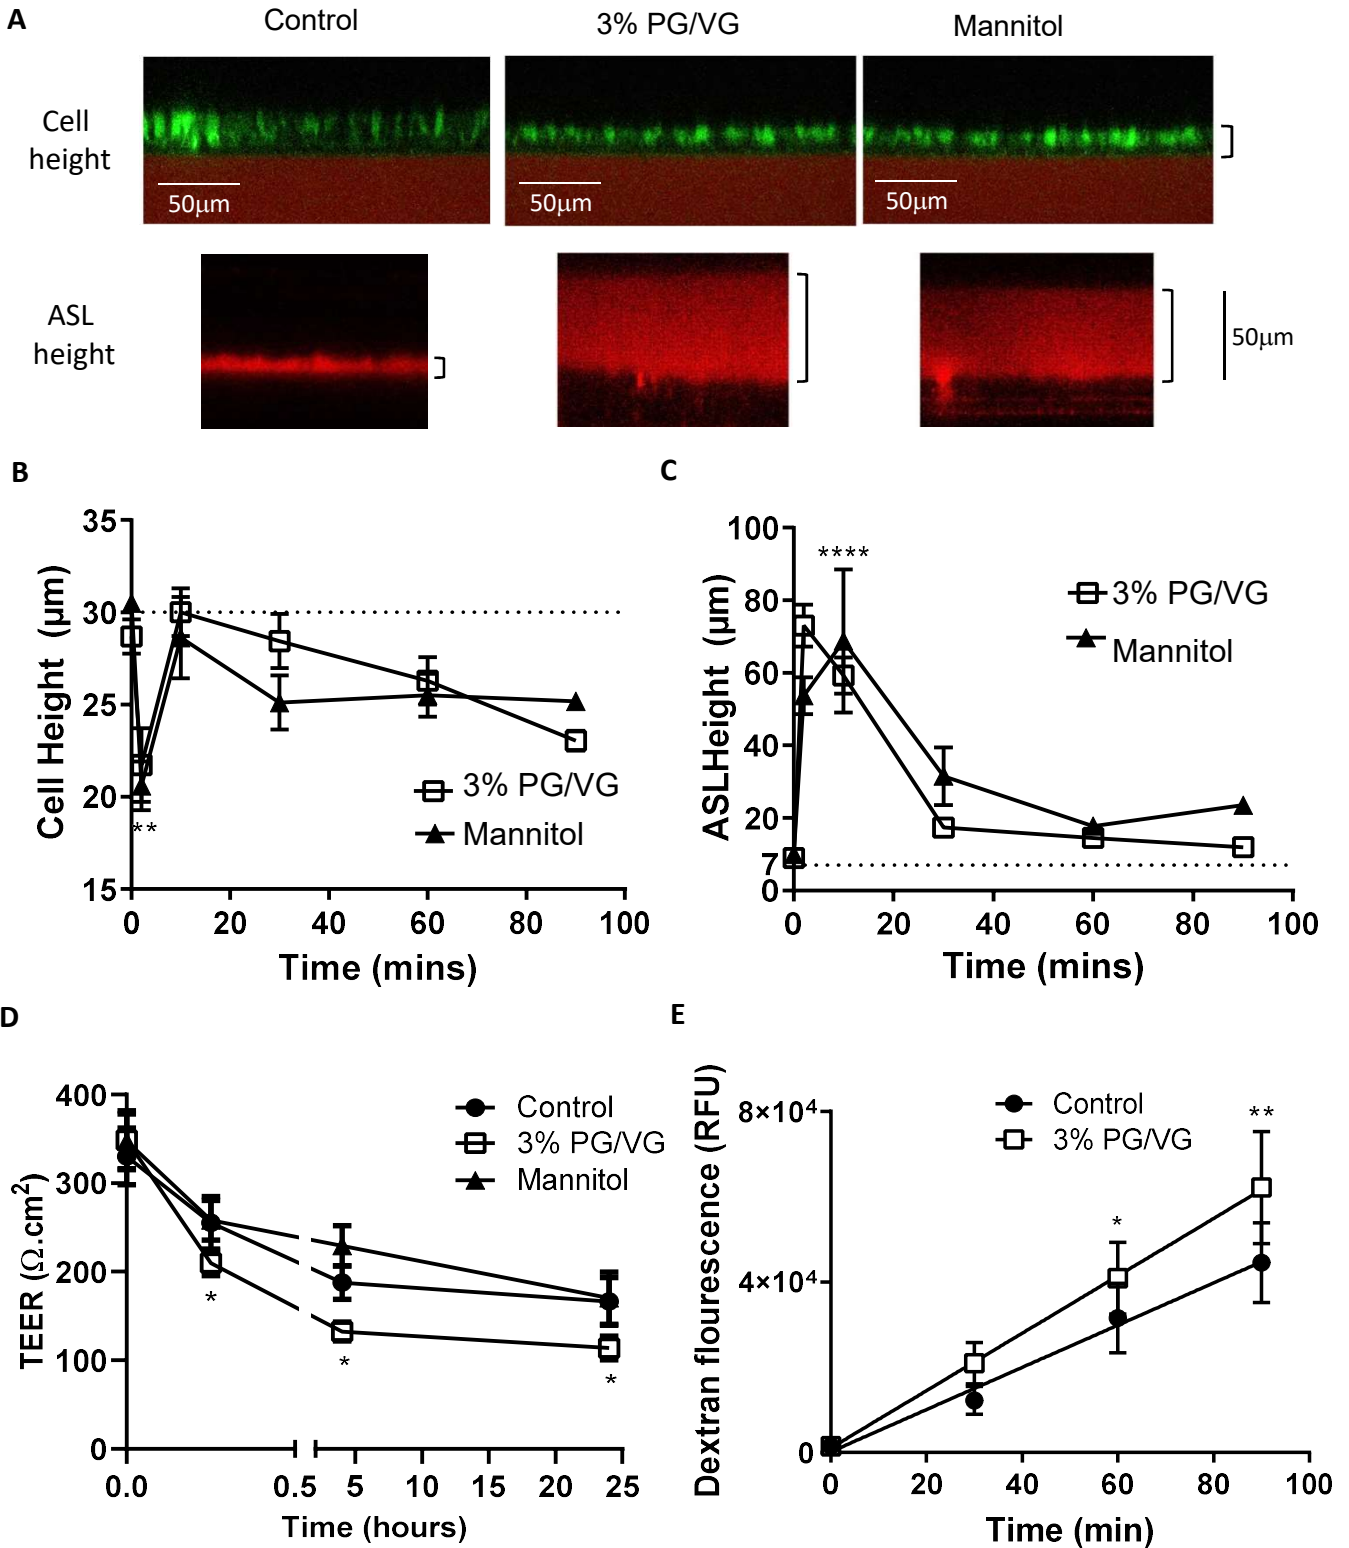 A
Control
3% PG/VG
Mannitol
Cell
height
50µm
50µm
50µm
ASL
height
50µm
B
35
30
25
20
15
Cell Height (µm)
**
3% PG/VG
Mannitol
0
20
40
60
80
100
Time (mins)
C
100
80
60
40
20
7
0
ASLHeight (µm)
****
3% PG/VG
Mannitol
0
20
40
60
80
100
Time (mins)
D
400
300
200
100
0
TEER (Ω.cm²)
Control
3% PG/VG
Mannitol
*
*
*
0.0
0.5
5
10
15
20
25
Time (hours)
E
8×10⁴
4×10⁴
0
Dextran flourescence (RFU)
Control
3% PG/VG
*
**
0
20
40
60
80
100
Time (min)